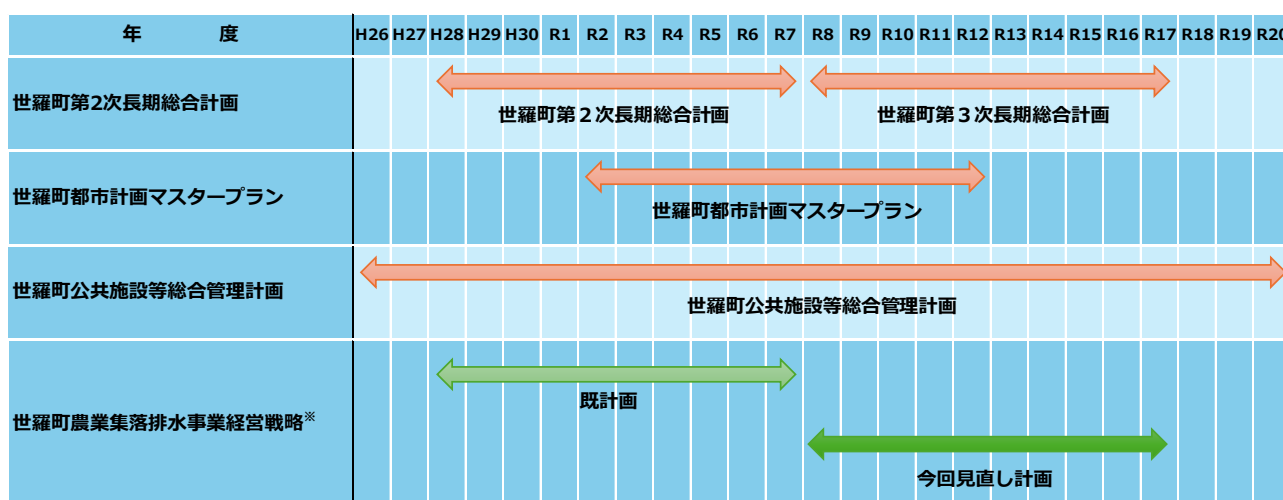 年　　　度 H26 H27 H28 H29 H30 R1 R2 R3 R4 R5 R6 R7 R8 R9 R10 R11 R12 R13 R14 R15 R16 R17 R18 R19 R20
世羅町第2次長期総合計画
世羅町第２次長期総合計画 世羅町第３次長期総合計画
世羅町都市計画マスタープラン
世羅町都市計画マスタープラン
世羅町公共施設等総合管理計画
世羅町公共施設等総合管理計画
世羅町農業集落排水事業経営戦略※
既計画
今回見直し計画